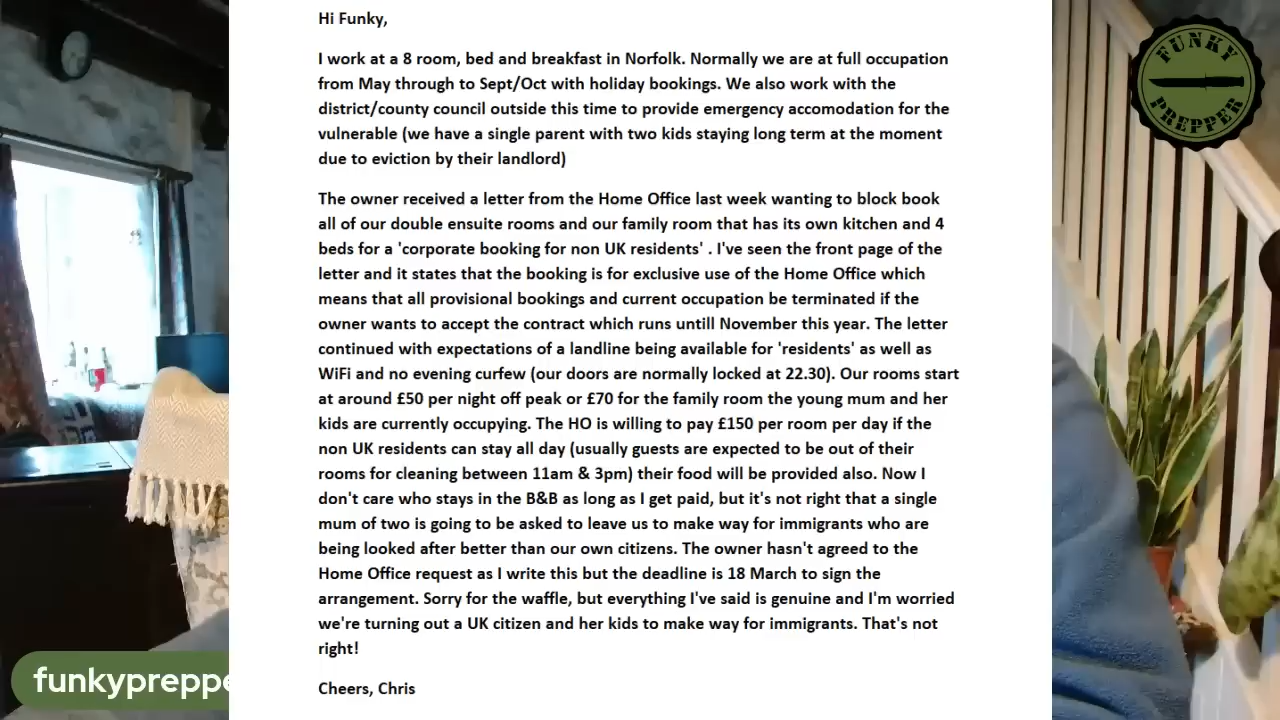 Hi Funky,
I work at a 8 room, bed and breakfast in Norfolk. Normally we are at full occupation
from May through to Sept/Oct with holiday bookings. We also work with the
district/county council outside this time to provide emergency accomodation for the
vulnerable (we have a single parent with two kids staying long term at the moment
due to eviction by their landlord)
The owner received a letter from the Home Office last week wanting to block book
all of our double ensuite rooms and our family room that has its own kitchen and 4
beds for a 'corporate booking for non UK residents' . I've seen the front page of the
letter and it states that the booking is for exclusive use of the Home Office which
means that all provisional bookings and current occupation be terminated if the
owner wants to accept the contract which runs untill November this year. The letter
continued with expectations of a landline being available for 'residents' as well as
WiFi and no evening curfew (our doors are normally locked at 22.30). Our rooms start
at around £50 per night off peak or £70 for the family room the young mum and her
kids are currently occupying. The HO is willing to pay £150 per room per day if the
non UK residents can stay all day (usually guests are expected to be out of their
rooms for cleaning between 11am & 3pm) their food will be provided also. Now I
don't care who stays in the B&B as long as I get paid, but it's not right that a single
mum of two is going to be asked to leave us to make way for immigrants who are
being looked after better than our own citizens. The owner hasn't agreed to the
Home Office request as I write this but the deadline is 18 March to sign the
arrangement. Sorry for the waffle, but everything I've said is genuine and I'm worried
we're turning out a UK citizen and her kids to make way for immigrants. That's not
right!
Cheers, Chris
FUNKY
PREPPER
funkypreppe